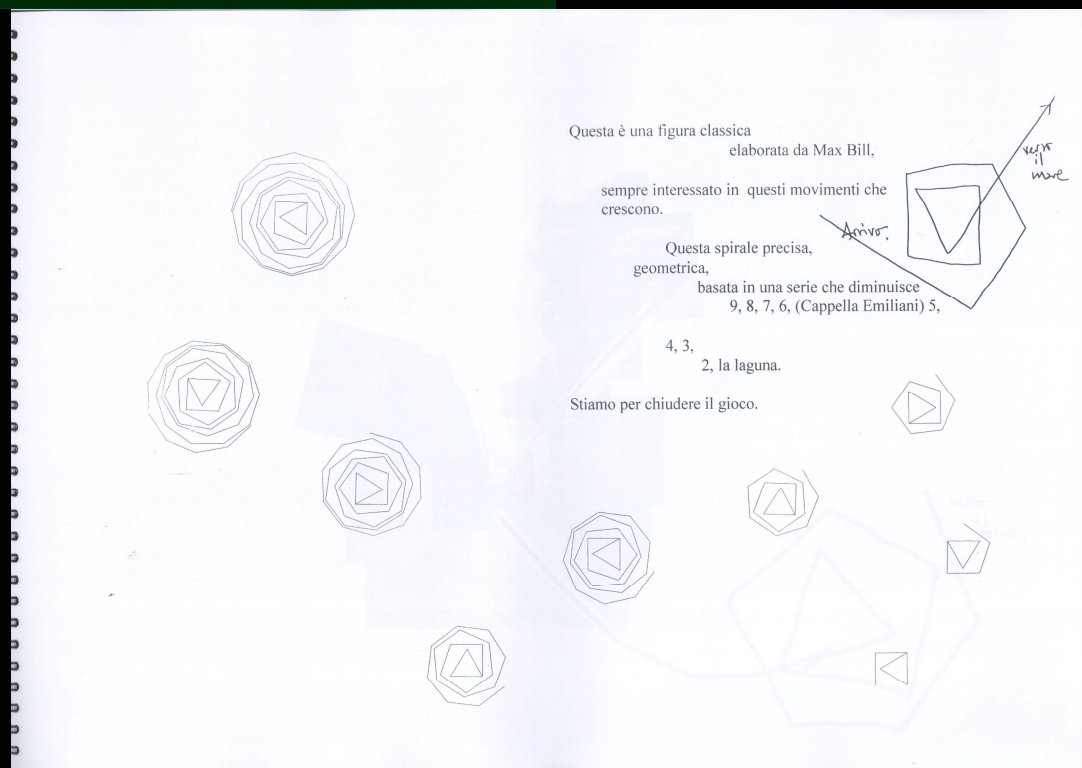 Questa è una figura classica
elaborata da Max Bill,
sempre interessato in questi movimenti che
crescono.
Questa spirale precisa,
geometrica,
basata in una serie che diminuisce
9, 8, 7, 6, (Cappella Emiliani) 5,
4, 3,
2, la laguna.
Stiamo per chiudere il gioco.
Arrivo.
verso
il
mare